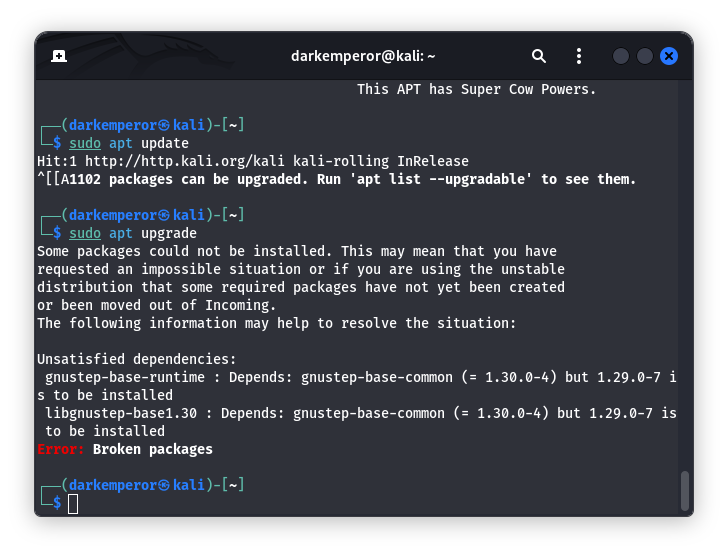 darkemperor@kali: ~
This APT has Super Cow Powers.
┌──(darkemperor㉿kali)-[~]
└─$ sudo apt update
Hit:1 http://http.kali.org/kali kali-rolling InRelease
^[[A1102 packages can be upgraded. Run 'apt list --upgradable' to see them.
┌──(darkemperor㉿kali)-[~]
└─$ sudo apt upgrade
Some packages could not be installed. This may mean that you have
requested an impossible situation or if you are using the unstable
distribution that some required packages have not yet been created
or been moved out of Incoming.
The following information may help to resolve the situation:
Unsatisfied dependencies:
gnustep-base-runtime : Depends: gnustep-base-common (= 1.30.0-4) but 1.29.0-7 i
s to be installed
libgnustep-base1.30 : Depends: gnustep-base-common (= 1.30.0-4) but 1.29.0-7 is
to be installed
Error: Broken packages
┌──(darkemperor㉿kali)-[~]
└─$